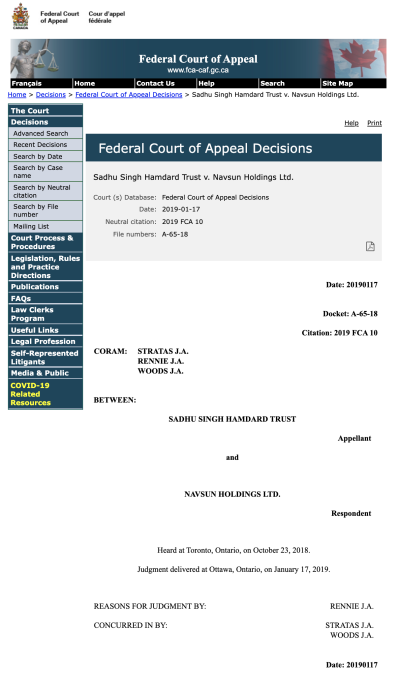 Federal Court Cour d'appel
of Appeal fédérale
CANADA
Federal Court of Appeal
www.fca-caf.gc.ca
Français Home Contact Us Help Search Site Map
Home > Decisions > Federal Court of Appeal Decisions > Sadhu Singh Hamdard Trust v. Navsun Holdings Ltd.
The Court
Decisions
Advanced Search
Recent Decisions
Search by Date
Search by Case
name
Search by Neutral
citation
Search by File
number
Mailing List
Court Process &
Procedures
Legislation, Rules
and Practice
Directions
Publications
FAQs
Law Clerks
Program
Useful Links
Legal Profession
Self-Represented
Litigants
Media & Public
COVID-19
Related
Resources
Help Print
Federal Court of Appeal Decisions
Sadhu Singh Hamdard Trust v. Navsun Holdings Ltd.
Court (s) Database: Federal Court of Appeal Decisions
Date: 2019-01-17
Neutral citation: 2019 FCA 10
File numbers: A-65-18
Date: 20190117
Docket: A-65-18
Citation: 2019 FCA 10
CORAM: STRATAS J.A.
RENNIE J.A.
WOODS J.A.
BETWEEN:
SADHU SINGH HAMDARD TRUST
Appellant
and
NAVSUN HOLDINGS LTD.
Respondent
Heard at Toronto, Ontario, on October 23, 2018.
Judgment delivered at Ottawa, Ontario, on January 17, 2019.
REASONS FOR JUDGMENT BY: RENNIE J.A.
CONCURRED IN BY: STRATAS J.A.
WOODS J.A.
Date: 20190117